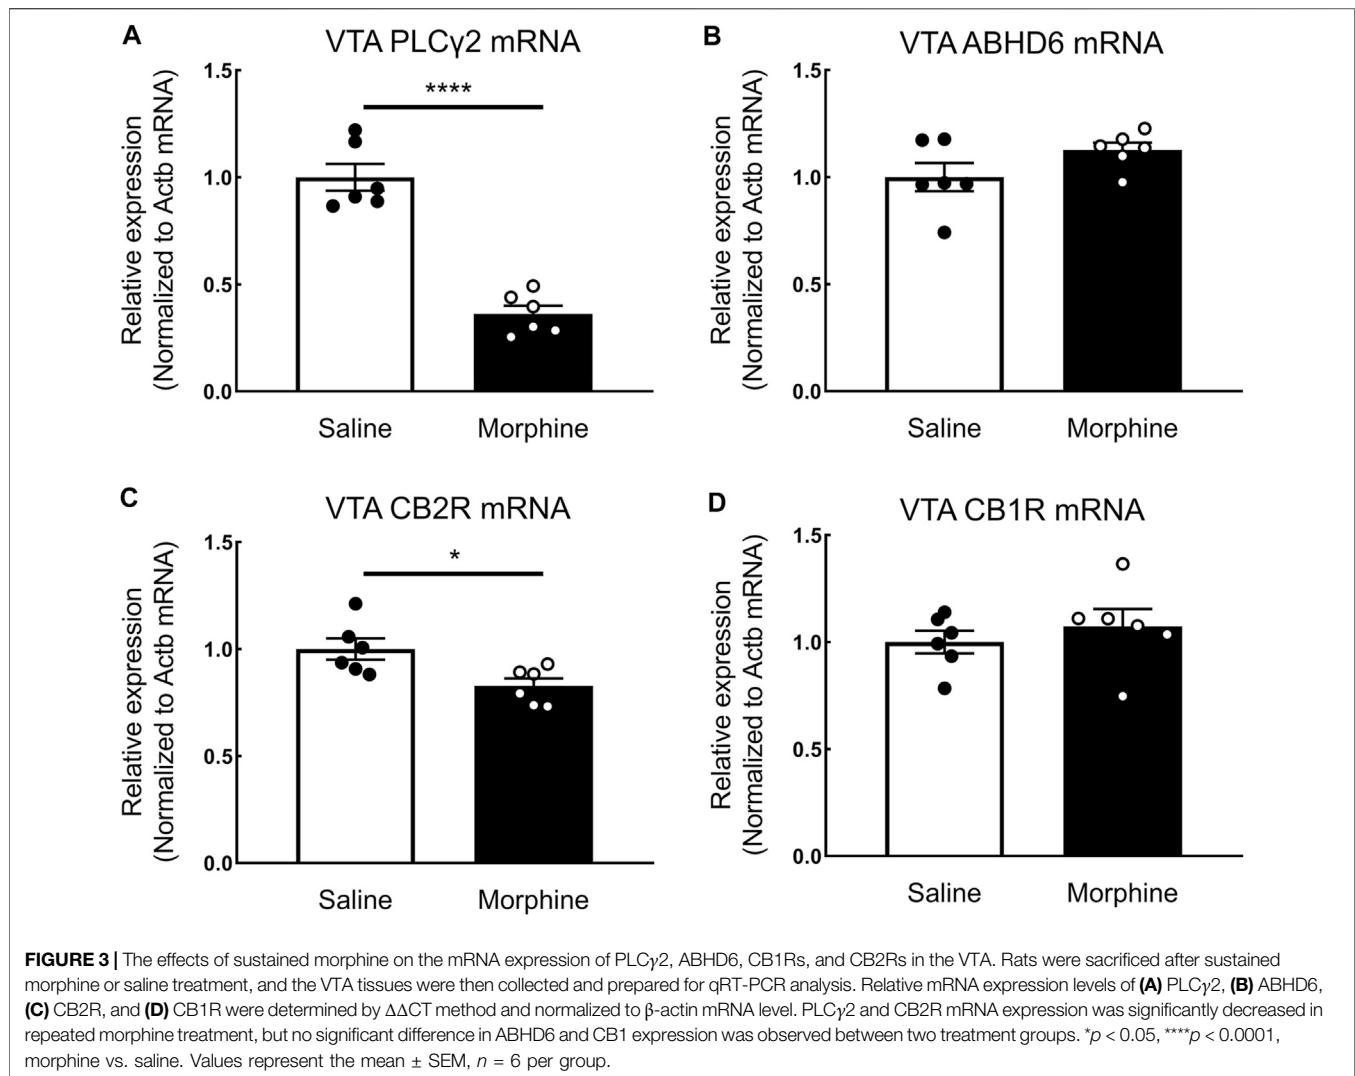 A
VTA PLCγ2 mRNA
Relative expression
(Normalized to Actb mRNA)
1.5
1.0
0.5
0.0
****
Saline
Morphine
B
VTA ABHD6 mRNA
Relative expression
(Normalized to Actb mRNA)
1.5
1.0
0.5
0.0
Saline
Morphine
C
VTA CB2R mRNA
Relative expression
(Normalized to Actb mRNA)
1.5
1.0
0.5
0.0
*
Saline
Morphine
D
VTA CB1R mRNA
Relative expression
(Normalized to Actb mRNA)
1.5
1.0
0.5
0.0
Saline
Morphine
FIGURE 3 | The effects of sustained morphine on the mRNA expression of PLCγ2, ABHD6, CB1Rs, and CB2Rs in the VTA. Rats were sacrificed after sustained
morphine or saline treatment, and the VTA tissues were then collected and prepared for qRT-PCR analysis. Relative mRNA expression levels of (A) PLCγ2, (B) ABHD6,
(C) CB2R, and (D) CB1R were determined by ΔΔCT method and normalized to β-actin mRNA level. PLCγ2 and CB2R mRNA expression was significantly decreased in
repeated morphine treatment, but no significant difference in ABHD6 and CB1 expression was observed between two treatment groups. *p < 0.05, ****p < 0.0001,
morphine vs. saline. Values represent the mean ± SEM, n = 6 per group.